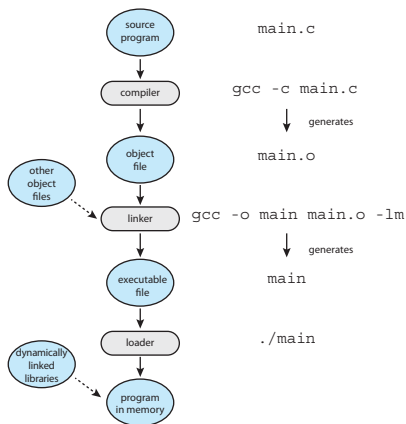 source
program
main.c
compiler
gcc -c main.c
generates
object
file
main.o
other
object
files
linker
gcc -o main main.o -lm
generates
executable
file
main
loader
./main
dynamically
linked
libraries
program
in memory